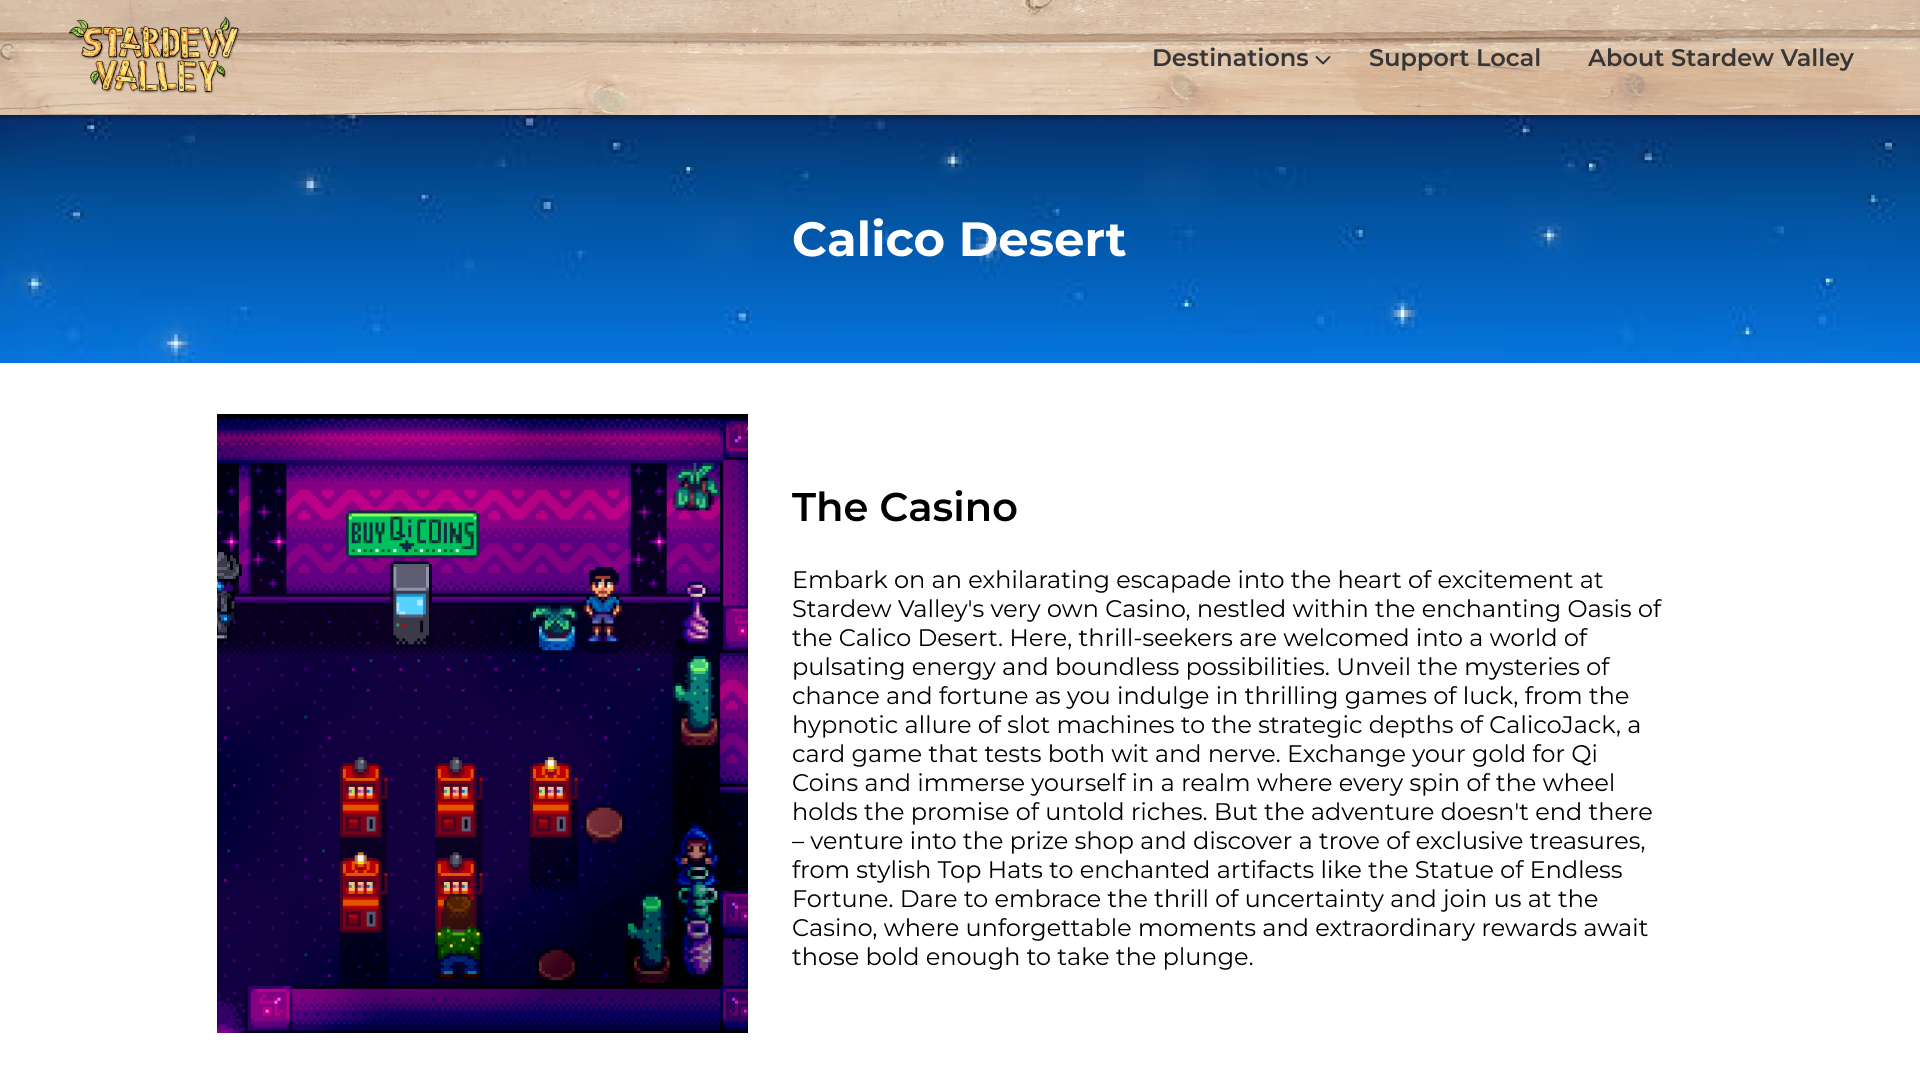 STARDEW
VALLEY
Destinations
Support Local
About Stardew Valley
Calico Desert
BUY Qi COINS
The Casino
Embark on an exhilarating escapade into the heart of excitement at
Stardew Valley's very own Casino, nestled within the enchanting Oasis of
the Calico Desert. Here, thrill-seekers are welcomed into a world of
pulsating energy and boundless possibilities. Unveil the mysteries of
chance and fortune as you indulge in thrilling games of luck, from the
hypnotic allure of slot machines to the strategic depths of CalicoJack, a
card game that tests both wit and nerve. Exchange your gold for Qi
Coins and immerse yourself in a realm where every spin of the wheel
holds the promise of untold riches. But the adventure doesn't end there
– venture into the prize shop and discover a trove of exclusive treasures,
from stylish Top Hats to enchanted artifacts like the Statue of Endless
Fortune. Dare to embrace the thrill of uncertainty and join us at the
Casino, where unforgettable moments and extraordinary rewards await
those bold enough to take the plunge.